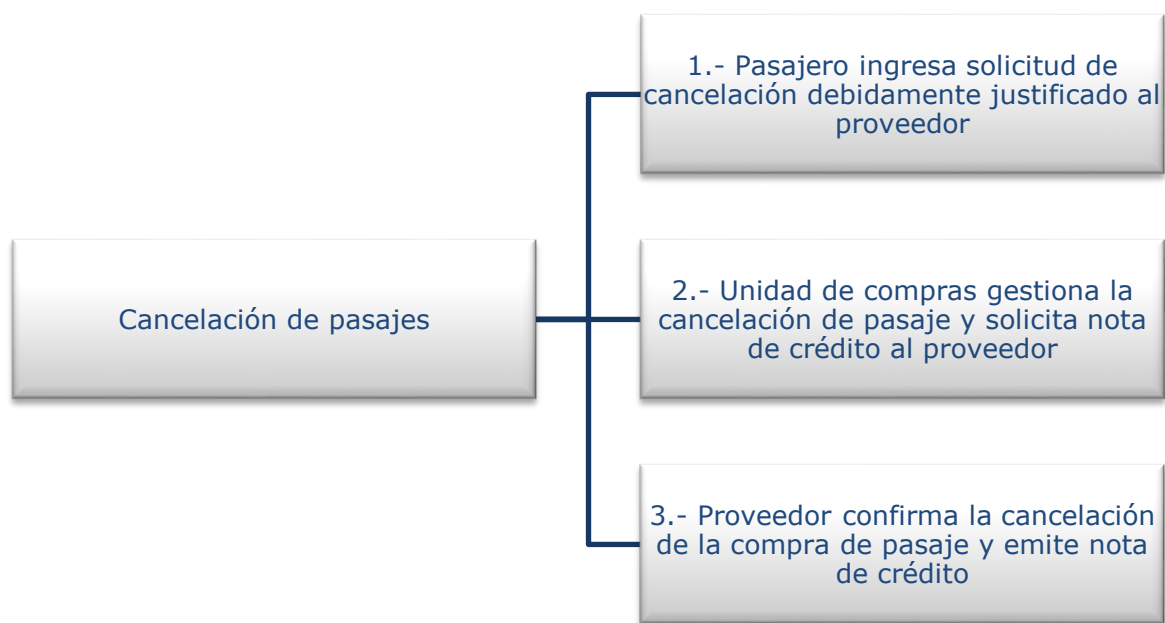 1.- Pasajero ingresa solicitud de
cancelación debidamente justificado al
proveedor
Cancelación de pasajes
2.- Unidad de compras gestiona la
cancelación de pasaje y solicita nota
de crédito al proveedor
3.- Proveedor confirma la cancelación
de la compra de pasaje y emite nota
de crédito